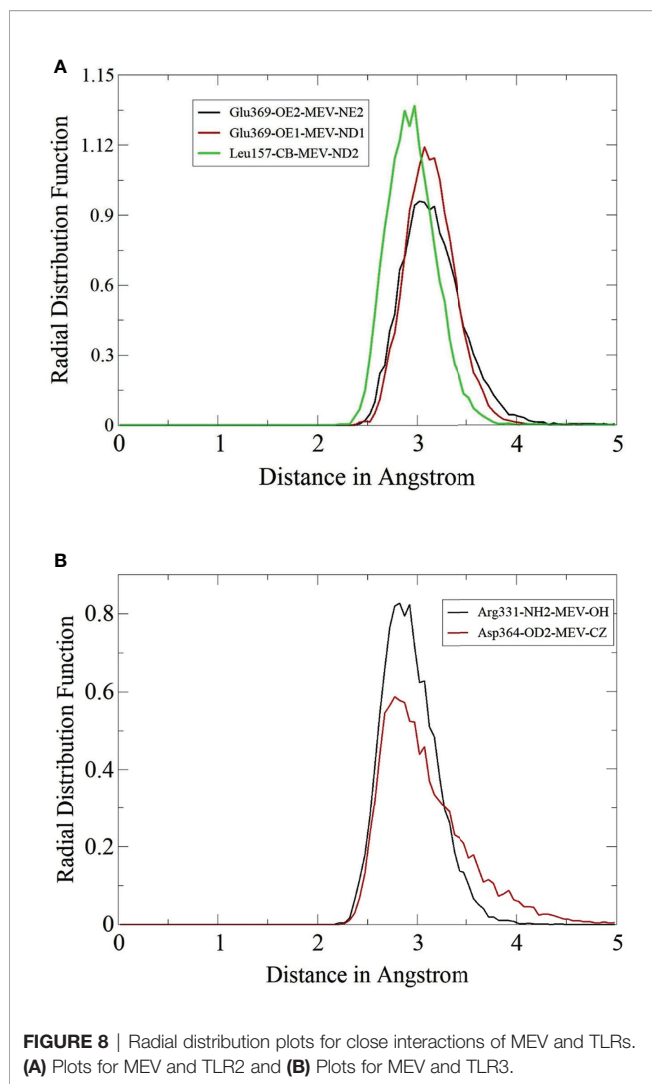 A
1.15
1.12
0.9
0.6
0.3
0
Radial Distribution Function
Glu369-OE2-MEV-NE2
Glu369-OE1-MEV-ND1
Leu157-CB-MEV-ND2
0 1 2 3 4 5
Distance in Angstrom
B
0.8
0.6
0.4
0.2
0
Radial Distribution Function
Arg331-NH2-MEV-OH
Asp364-OD2-MEV-CZ
0 1 2 3 4 5
Distance in Angstrom
FIGURE 8 | Radial distribution plots for close interactions of MEV and TLRs.
(A) Plots for MEV and TLR2 and (B) Plots for MEV and TLR3.